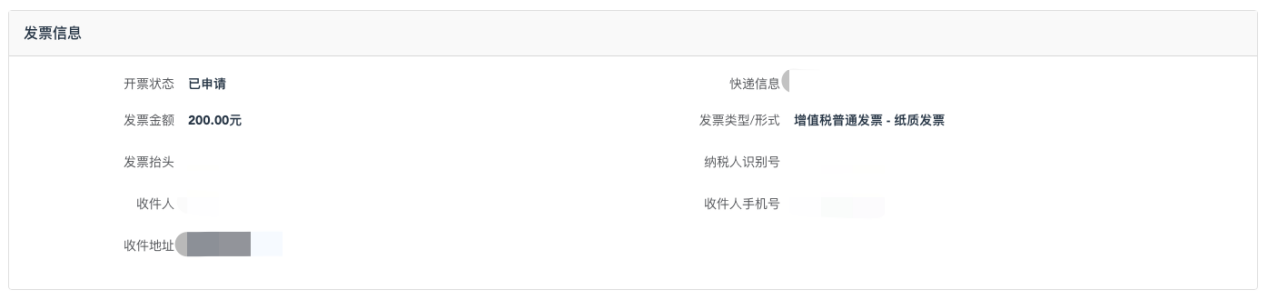 发票信息
开票状态 已申请 快递信息
发票金额 200.00元 发票类型/形式 增值税普通发票 - 纸质发票
发票抬头 纳税人识别号
收件人 收件人手机号
收件地址